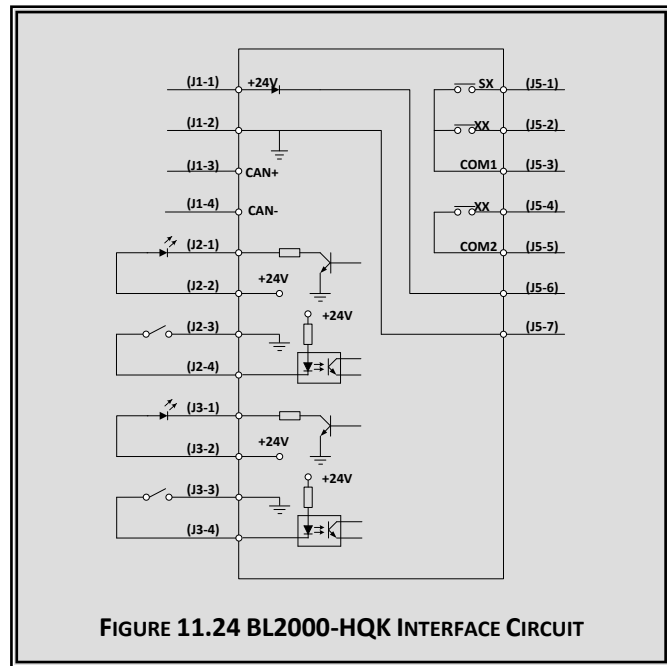 (J1-1) +24V SX (J5-1)
(J1-2) XX (J5-2)
(J1-3) CAN+ COM1 (J5-3)
(J1-4) CAN- XX (J5-4)
(J2-1) COM2 (J5-5)
(J2-2) +24V (J5-6)
+24V
(J2-3) (J5-7)
(J2-4)
(J3-1)
(J3-2) +24V
+24V
(J3-3)
(J3-4)
FIGURE 11.24 BL2000-HQK INTERFACE CIRCUIT